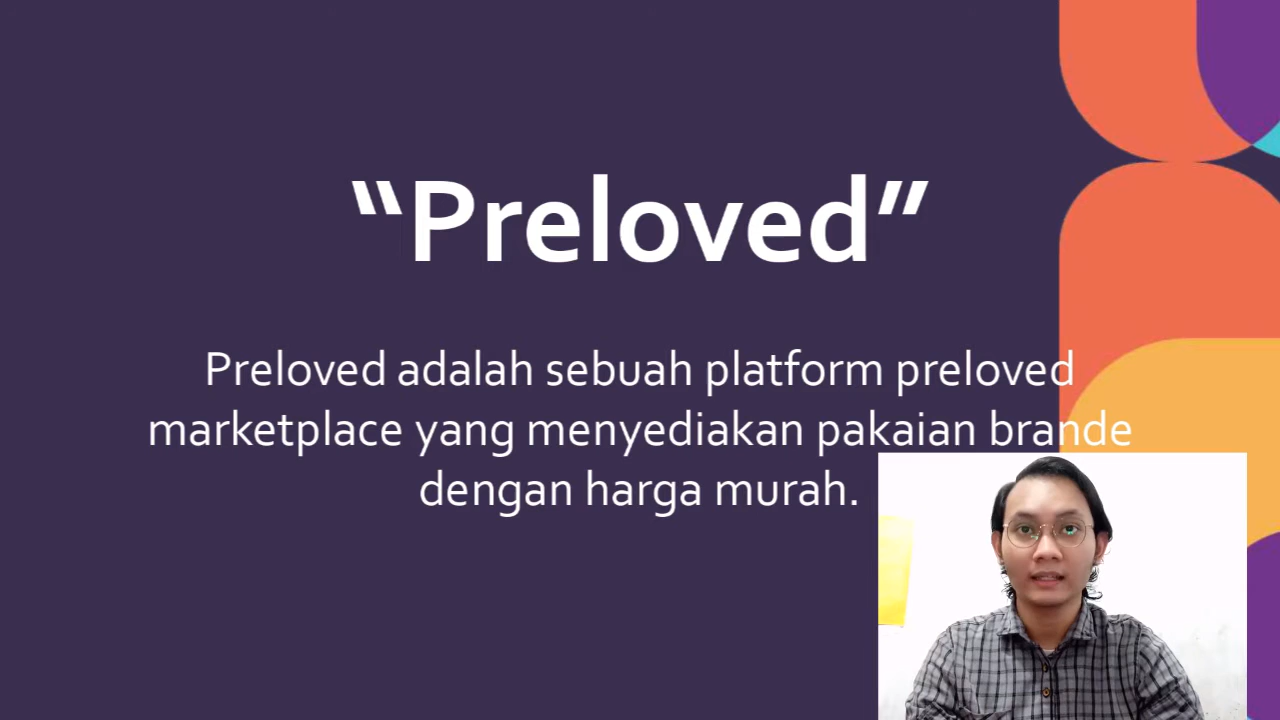 “Preloved”
Preloved adalah sebuah platform preloved
marketplace yang menyediakan pakaian brande
dengan harga murah.